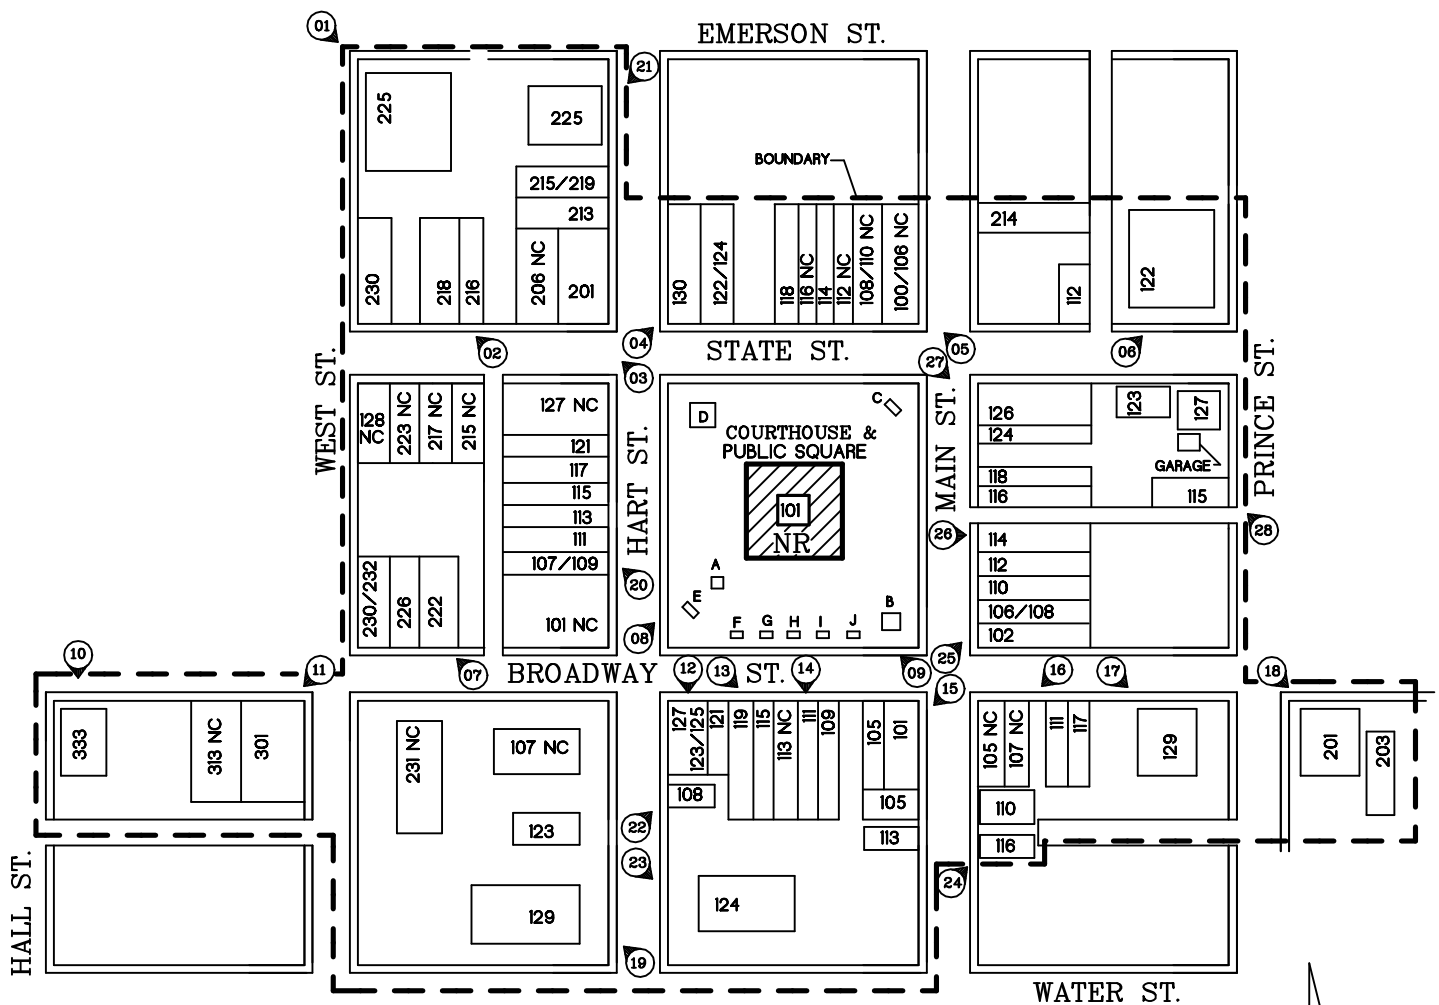 01
EMERSON ST.
21
225
225
BOUNDARY
215/219
213
214
230
218
216
206 NC
201
130
122/124
118
116 NC
114
112 NC
108/110 NC
100/106 NC
112
122
02
04
STATE ST.
05
06
03
27
WEST ST.
128
NC
223 NC
217 NC
215 NC
127 NC
121
117
115
113
111
107/109
101 NC
HART ST.
D
C
COURTHOUSE &
PUBLIC SQUARE
101
NR
A
E
F
G
H
I
J
B
MAIN ST.
126
124
118
116
123
127
GARAGE
115
PRINCE ST.
26
28
114
112
110
106/108
102
230/232
226
222
20
08
10
11
07
BROADWAY ST.
12
13
14
09
25
15
16
17
18
333
313 NC
301
231 NC
107 NC
123
129
127
123/125
121
119
115
113 NC
111
109
105
101
108
105
113
124
105 NC
107 NC
111
117
129
110
116
201
203
22
23
24
19
HALL ST.
WATER ST.